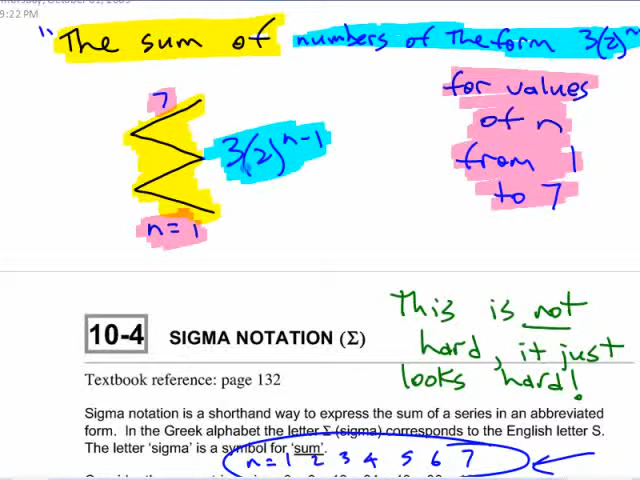 9:22 PM
"The sum of numbers of the form 3(2)ⁿ
for values
of n
from 1
to 7
7
Σ 3(2)ⁿ⁻¹
n = 1
This is not
hard, it just
looks hard!
10-4 SIGMA NOTATION (Σ)
Textbook reference: page 132
Sigma notation is a shorthand way to express the sum of a series in an abbreviated
form. In the Greek alphabet the letter Σ (sigma) corresponds to the English letter S.
The letter 'sigma' is a symbol for 'sum'.
n = 1 2 3 4 5 6 7